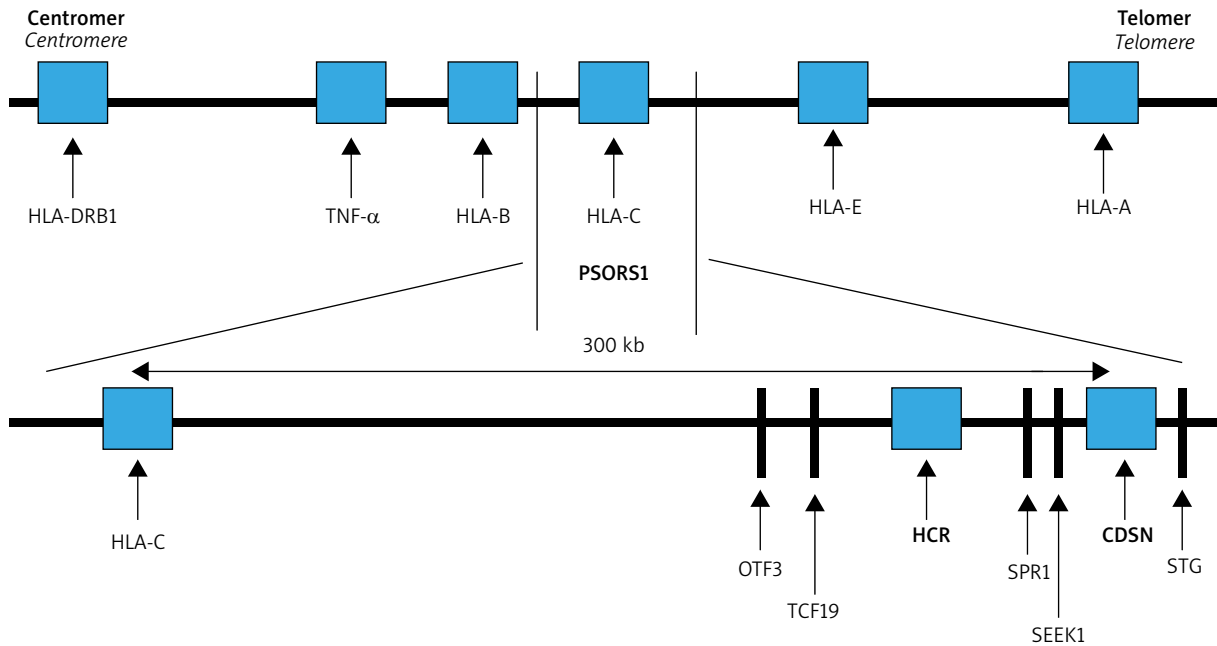 Centromer
Centromere
Telomer
Telomere
HLA-DRB1
TNF-α
HLA-B
HLA-C
HLA-E
HLA-A
PSORS1
300 kb
HLA-C
OTF3
TCF19
HCR
SPR1
SEEK1
CDSN
STG